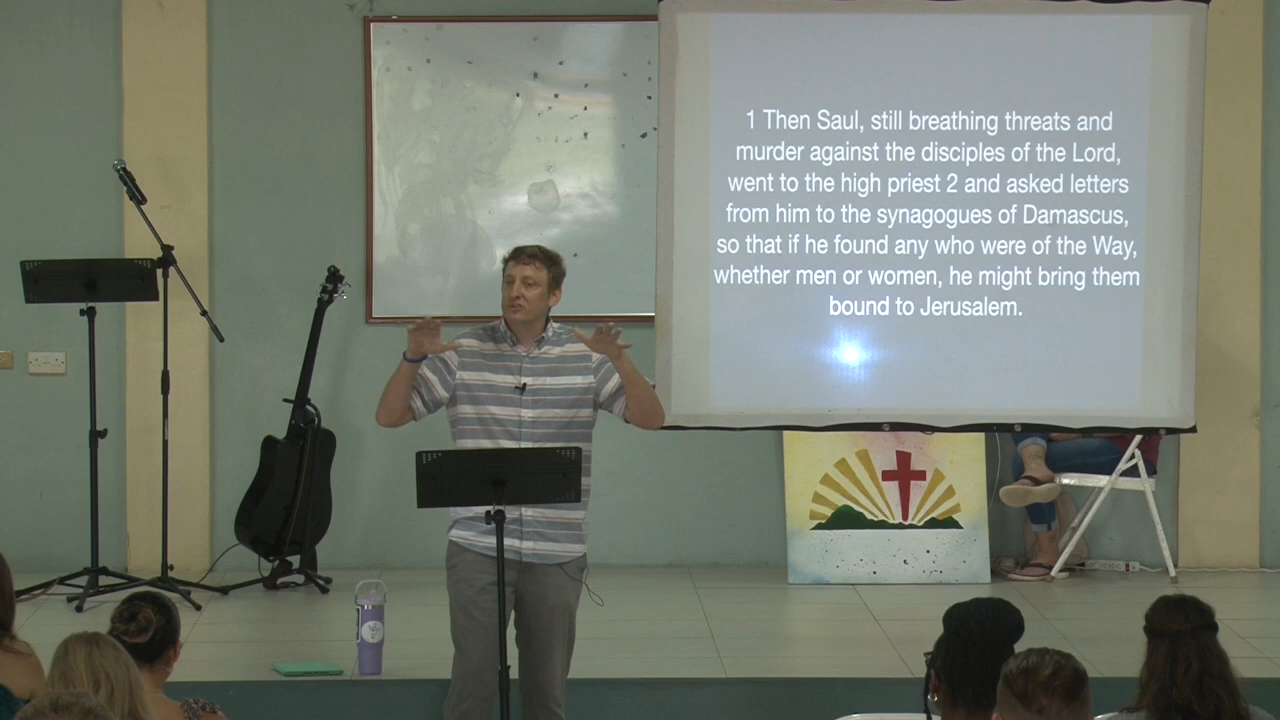 1 Then Saul, still breathing threats and
murder against the disciples of the Lord,
went to the high priest 2 and asked letters
from him to the synagogues of Damascus,
so that if he found any who were of the Way,
whether men or women, he might bring them
bound to Jerusalem.